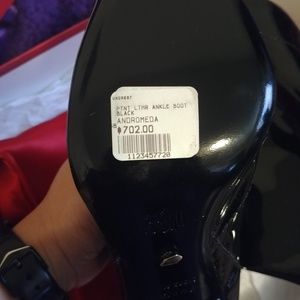 PTNT LTHR ANKLE BOOT
BLACK
ANDROMEDA
702.00
1123457720